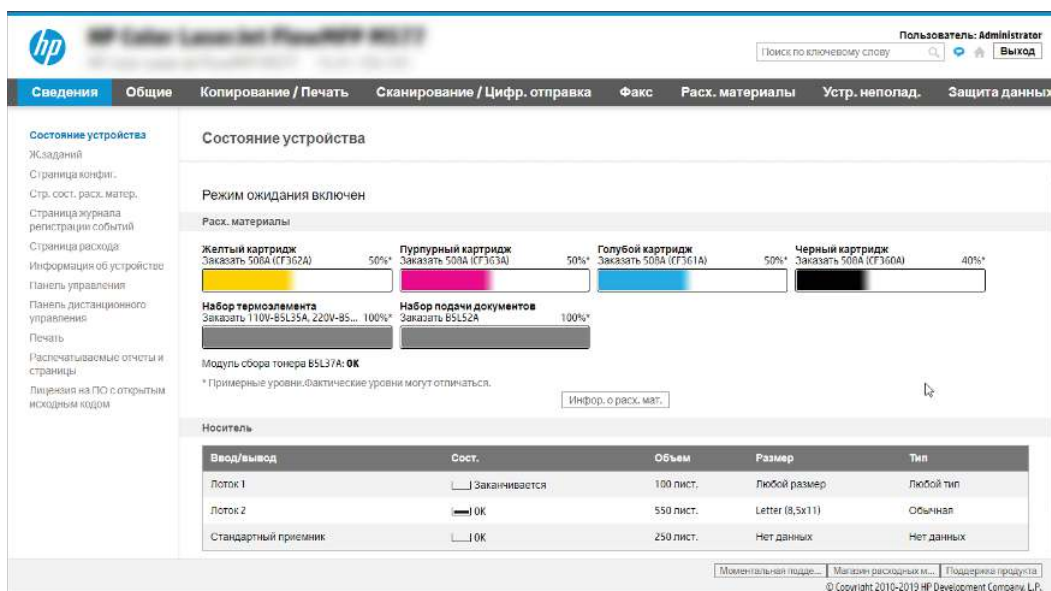 hp
HP Color LaserJet FlowMFP M577
Пользователь: Administrator
Поиск по ключевому слову
Выход
Сведения Общие Копирование / Печать Сканирование / Цифр. отправка Факс Расх. материалы Устр. неполад. Защита данных
Состояние устройства
Ж.заданий
Страница конфиг.
Стр. сост. расх. матер.
Страница журнала
регистрации событий
Страница расхода
Информация об устройстве
Панель управления
Панель дистанционного
управления
Печать
Распечатываемые отчеты и
страницы
Лицензия на ПО с открытым
исходным кодом
Состояние устройства
Режим ожидания включен
Расх. материалы
Желтый картридж
Заказать 508A (CF362A) 50%*
Пурпурный картридж
Заказать 508A (CF363A) 50%*
Голубой картридж
Заказать 508A (CF361A) 50%*
Черный картридж
Заказать 508A (CF360A) 40%*
Набор термоэлемента
Заказать 110V-B5L35A, 220V-B5... 100%*
Набор подачи документов
Заказать B5L52A 100%*
Модуль сбора тонера B5L37A: OK
* Примерные уровни.Фактические уровни могут отличаться.
Инфор. о расх. мат.
Носитель
Ввод/вывод Сост. Объем Размер Тип
Лоток 1 Заканчивается 100 лист. Любой размер Любой тип
Лоток 2 OK 550 лист. Letter (8,5x11) Обычная
Стандартный приемник OK 250 лист. Нет данных Нет данных
Моментальная подде... Магазин расходных м... Поддержка продукта
© Copyright 2010-2019 HP Development Company, L.P.